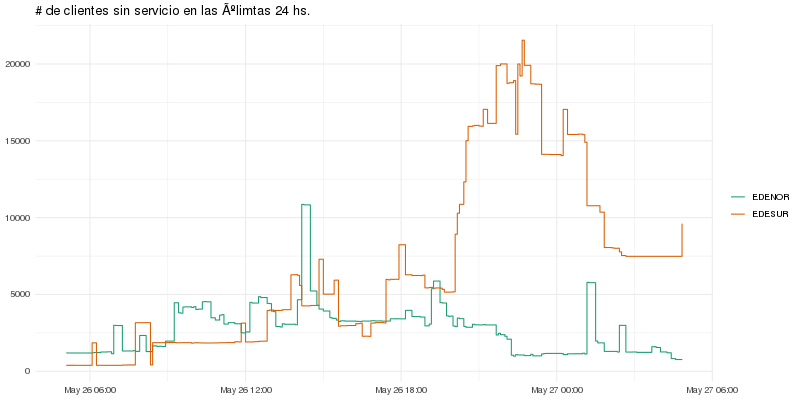 # de clientes sin servicio en las Ãºlimtas 24 hs.
20000
15000
10000
5000
0
May 26 06:00
May 26 12:00
May 26 18:00
May 27 00:00
May 27 06:00
EDENOR
EDESUR